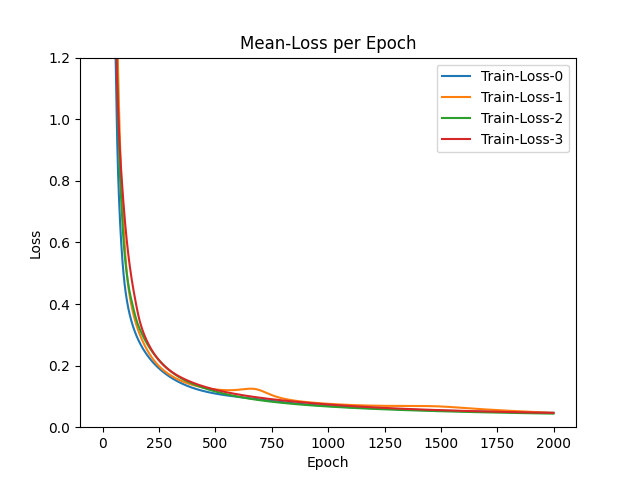 Mean-Loss per Epoch
1.2
1.0
0.8
0.6
0.4
0.2
0.0
Loss
Train-Loss-0
Train-Loss-1
Train-Loss-2
Train-Loss-3
0 250 500 750 1000 1250 1500 1750 2000
Epoch